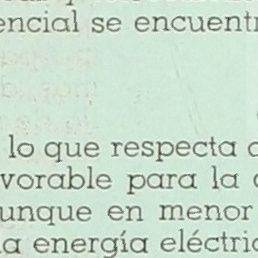 encial se encuentr
lo que respecta
vorable para la
unque en menor
a energía eléctric